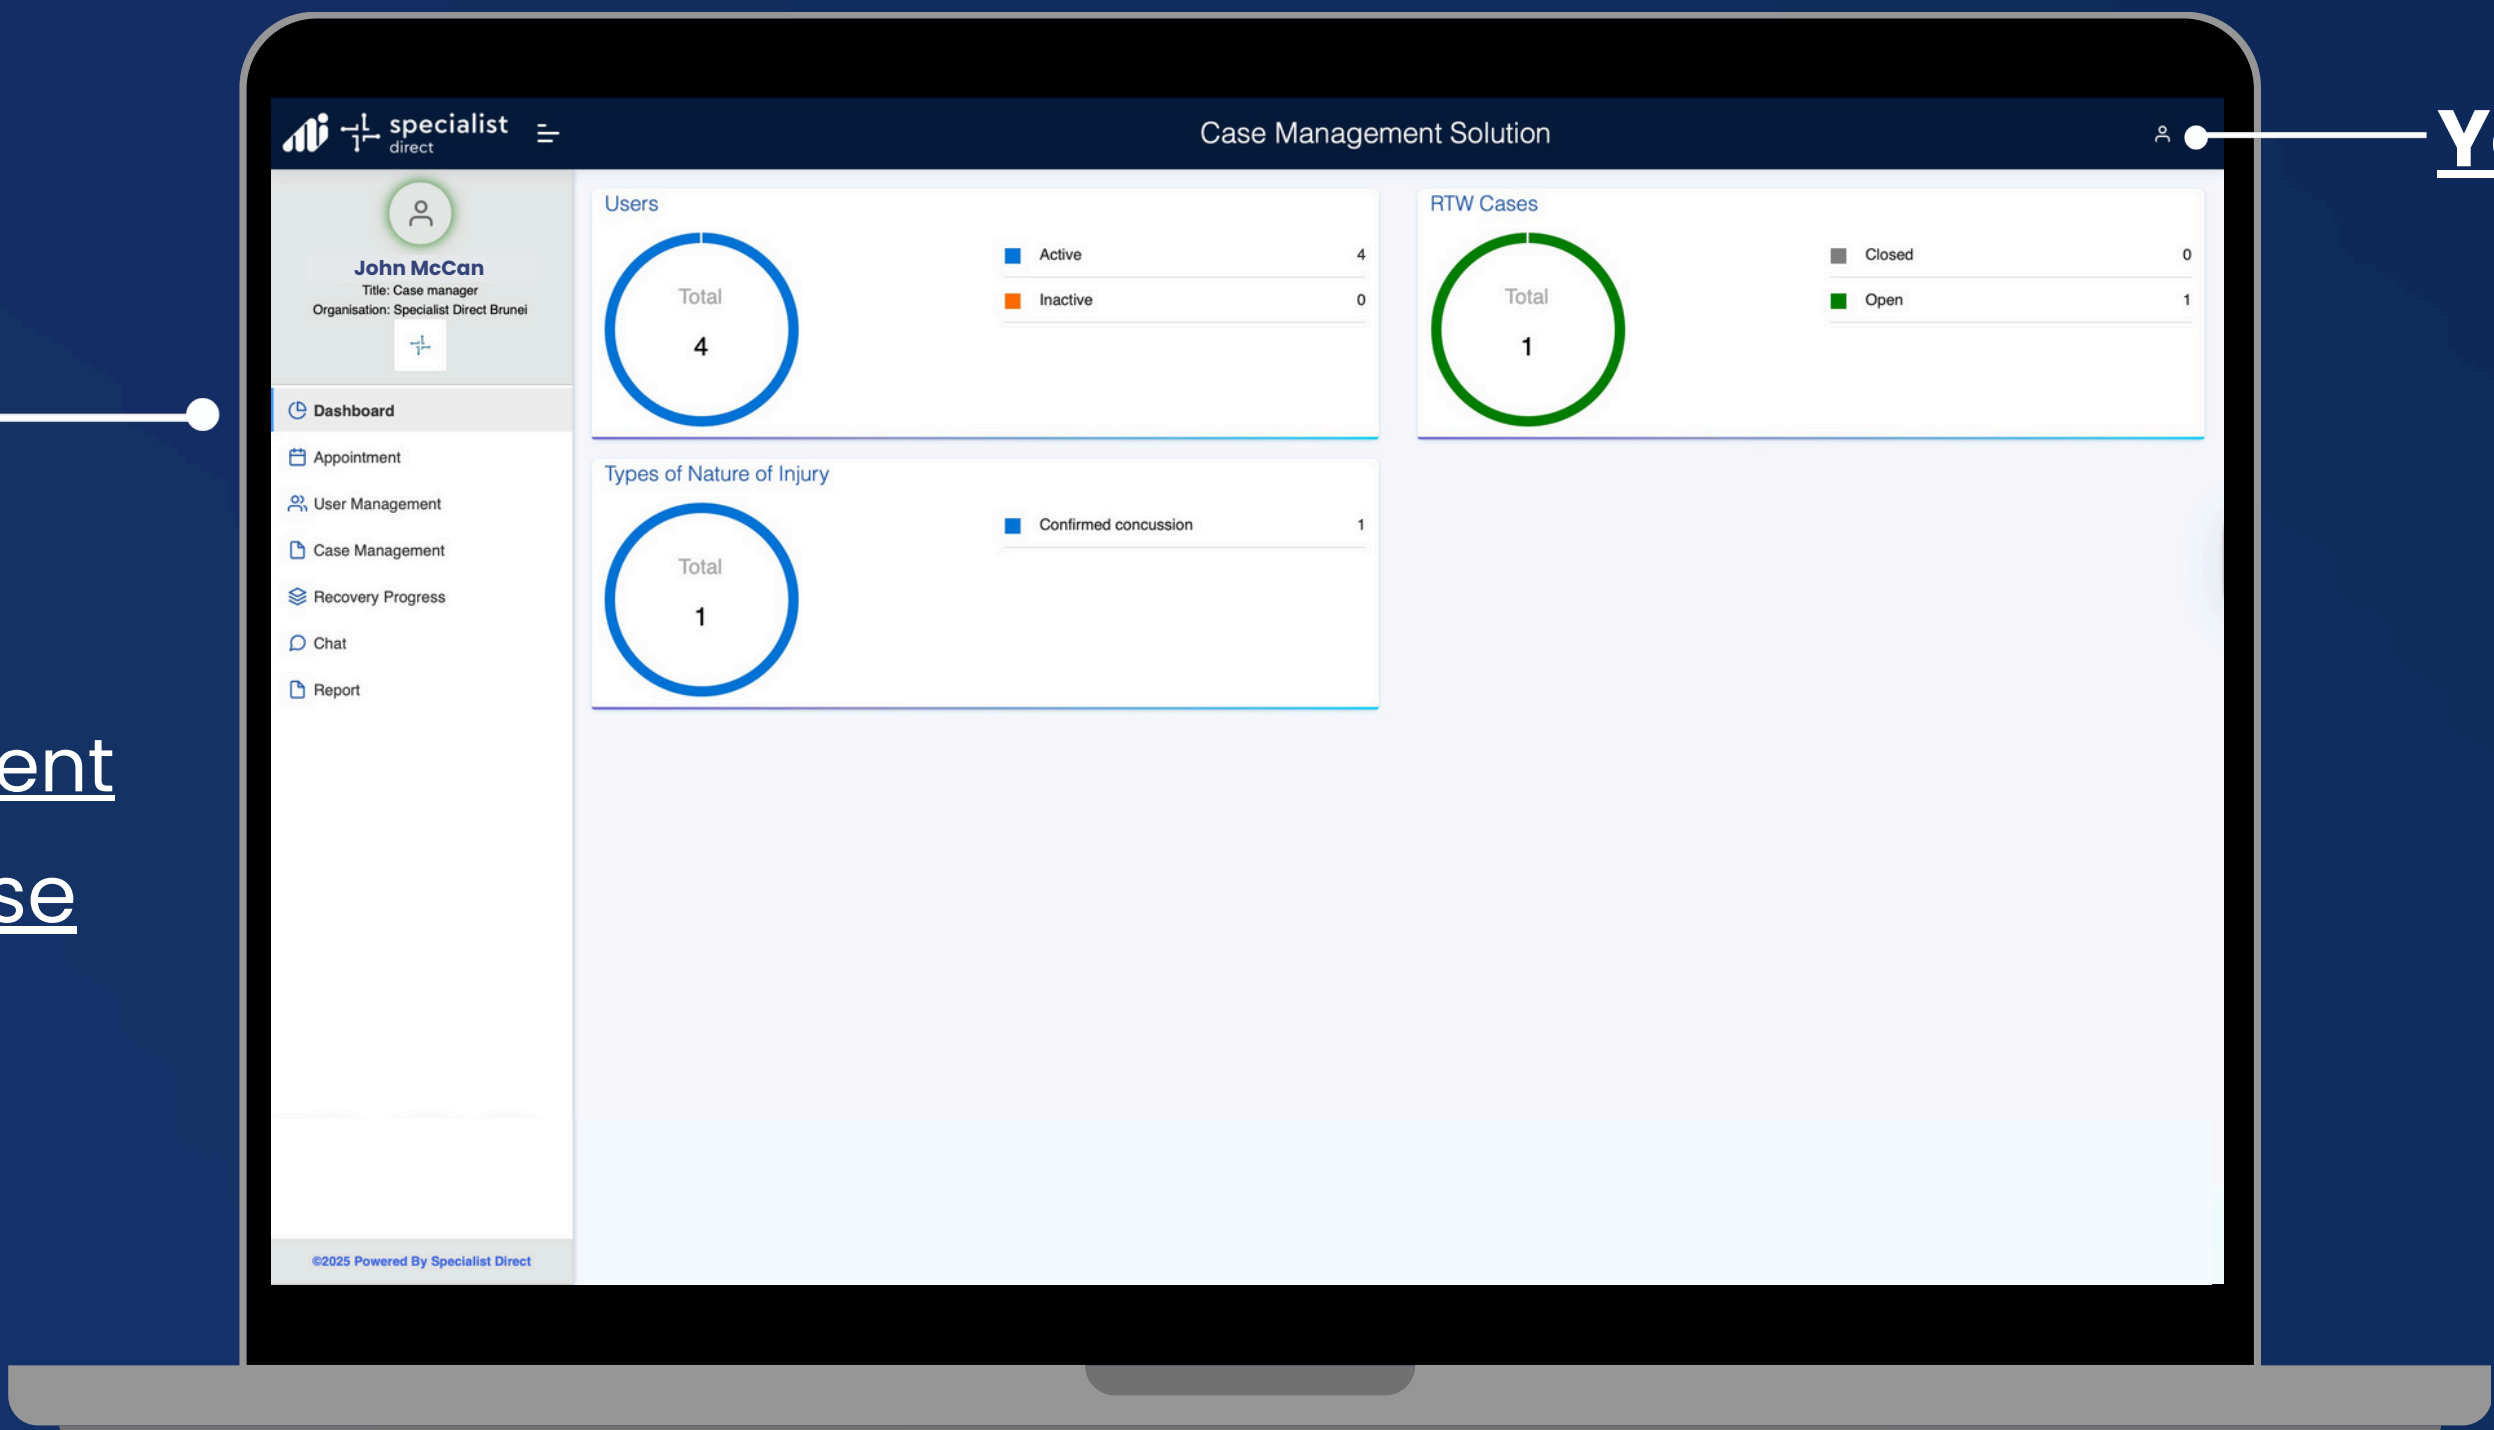 specialist
direct
Case Management Solution
John McCan
Title: Case manager
Organisation: Specialist Direct Brunei
Dashboard
Appointment
User Management
Case Management
Recovery Progress
Chat
Report
©2025 Powered By Specialist Direct
Users
Total
4
Active 4
Inactive 0
RTW Cases
Total
1
Closed 0
Open 1
Types of Nature of Injury
Total
1
Confirmed concussion 1